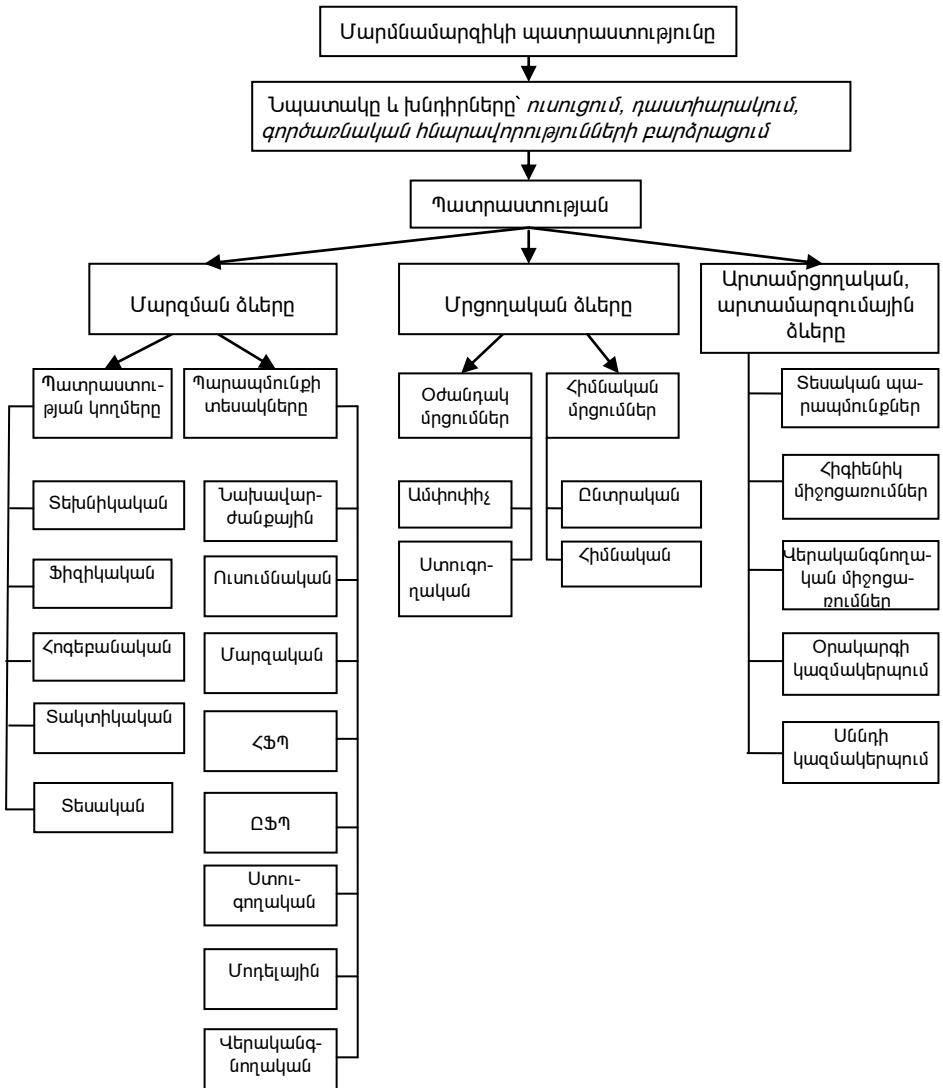 Մարմնամարզիկի պատրաստությունը
Նպատակը և խնդիրները` ուսուցում, դաստիարակում,
գործառնական հնարավորությունների բարձրացում
Պատրաստության
Մարզման ձևերը
Մրցողական ձևերը
Արտամրցողական,
արտամարզումային
ձևերը
Պատրաստու-
թյան կողմերը
Պարապմունքի
տեսակները
Օժանդակ
մրցումներ
Հիմնական
մրցումներ
Տեսական պա-
րապմունքներ
Տեխնիկական
Ֆիզիկական
Հոգեբանական
Տակտիկական
Տեսական
Նախավար-
ժանքային
Ուսումնական
Մարզական
ՀՖՊ
ԸՖՊ
Ստու-
գողական
Մոդելային
Վերականգ-
նողական
Ամփոփիչ
Ստուգո-
ղական
Ընտրական
Հիմնական
Հիգիենիկ
միջոցառումներ
Վերականգնողա-
կան միջոցա-
ռումներ
Օրակարգի
կազմակերպում
Սննդի
կազմակերպում